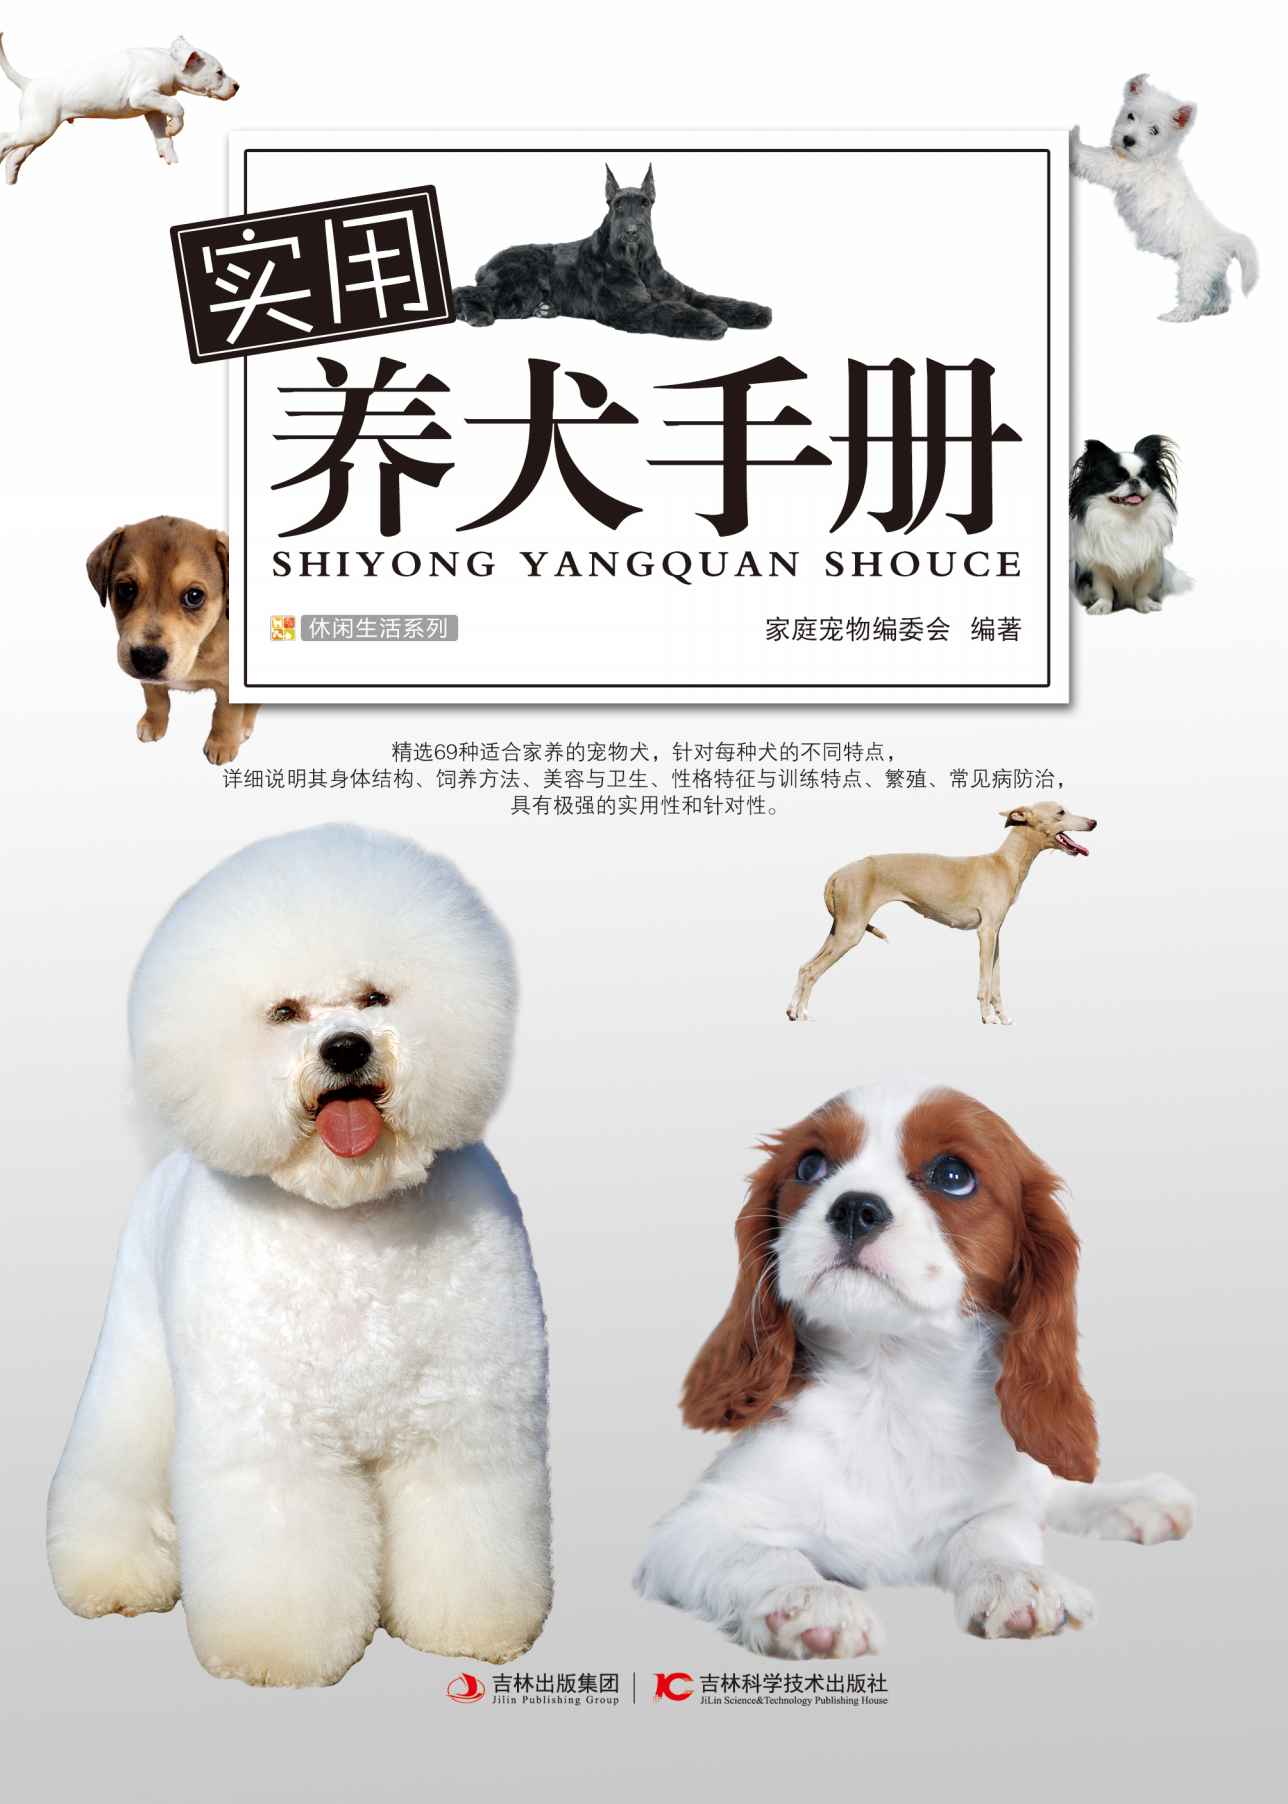 实用
养犬手册
SHIYONG YANGQUAN SHOUCE
休闲生活系列
家庭宠物编委会 编著
精选69种适合家养的宠物犬，针对每种犬的不同特点，
详细说明其身体结构、饲养方法、美容与卫生、性格特征与训练特点、繁殖、常见病防治，
具有极强的实用性和针对性。
吉林出版集团
Jilin Publishing Group
吉林科学技术出版社
JiLin Science&Technology Publishing House